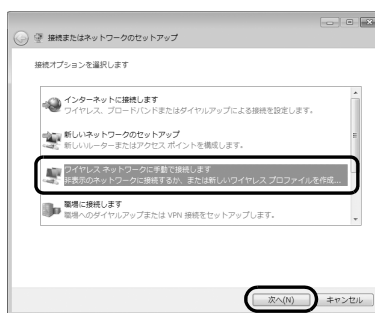 接続またはネットワークのセットアップ
接続オプションを選択します
インターネットに接続します
ワイヤレス、ブロードバンドまたはダイヤルアップによる接続を設定します。
新しいネットワークのセットアップ
新しいルーターまたはアクセス ポイントを構成します。
ワイヤレス ネットワークに手動で接続します
非表示のネットワークに接続するか、または新しいワイヤレス プロファイルを作成...
職場に接続します
職場へのダイヤルアップまたは VPN 接続をセットアップします。
次へ(N)
キャンセル